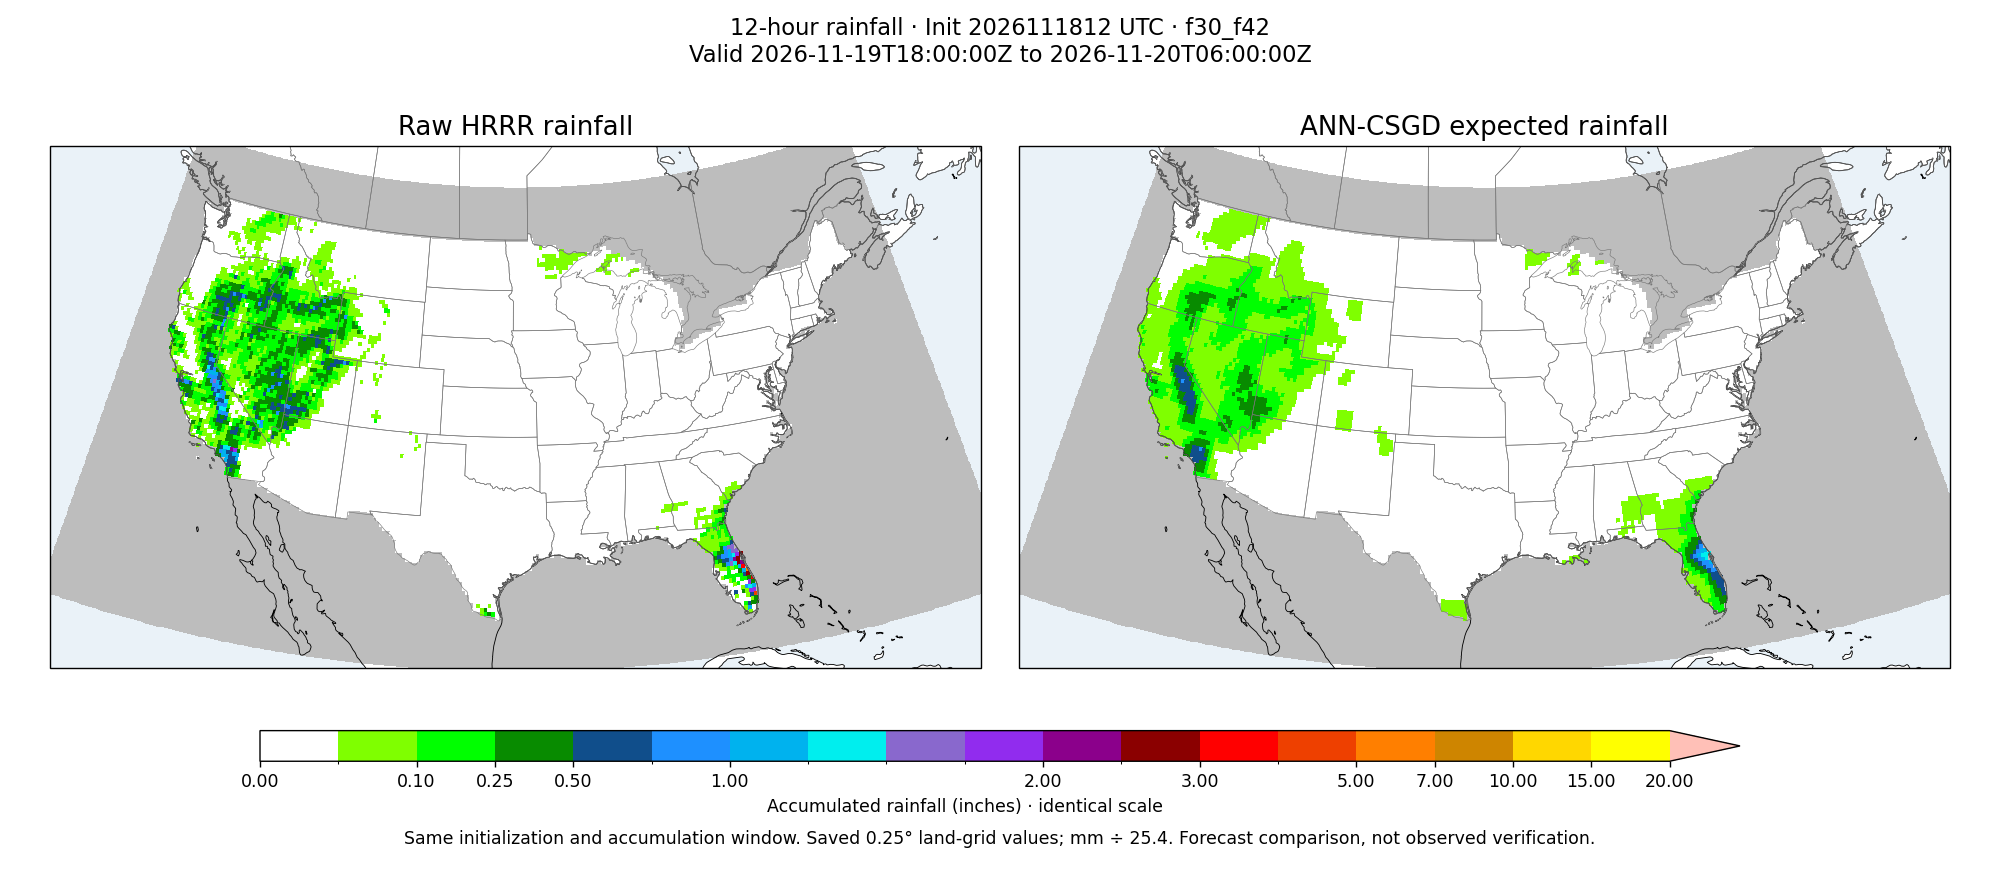 12-hour rainfall · Init 2026111812 UTC · f30_f42
Valid 2026-11-19T18:00:00Z to 2026-11-20T06:00:00Z
Raw HRRR rainfall
ANN-CSGD expected rainfall
0.00 0.10 0.25 0.50 1.00 2.00 3.00 5.00 7.00 10.00 15.00 20.00
Accumulated rainfall (inches) · identical scale
Same initialization and accumulation window. Saved 0.25° land-grid values; mm ÷ 25.4. Forecast comparison, not observed verification.